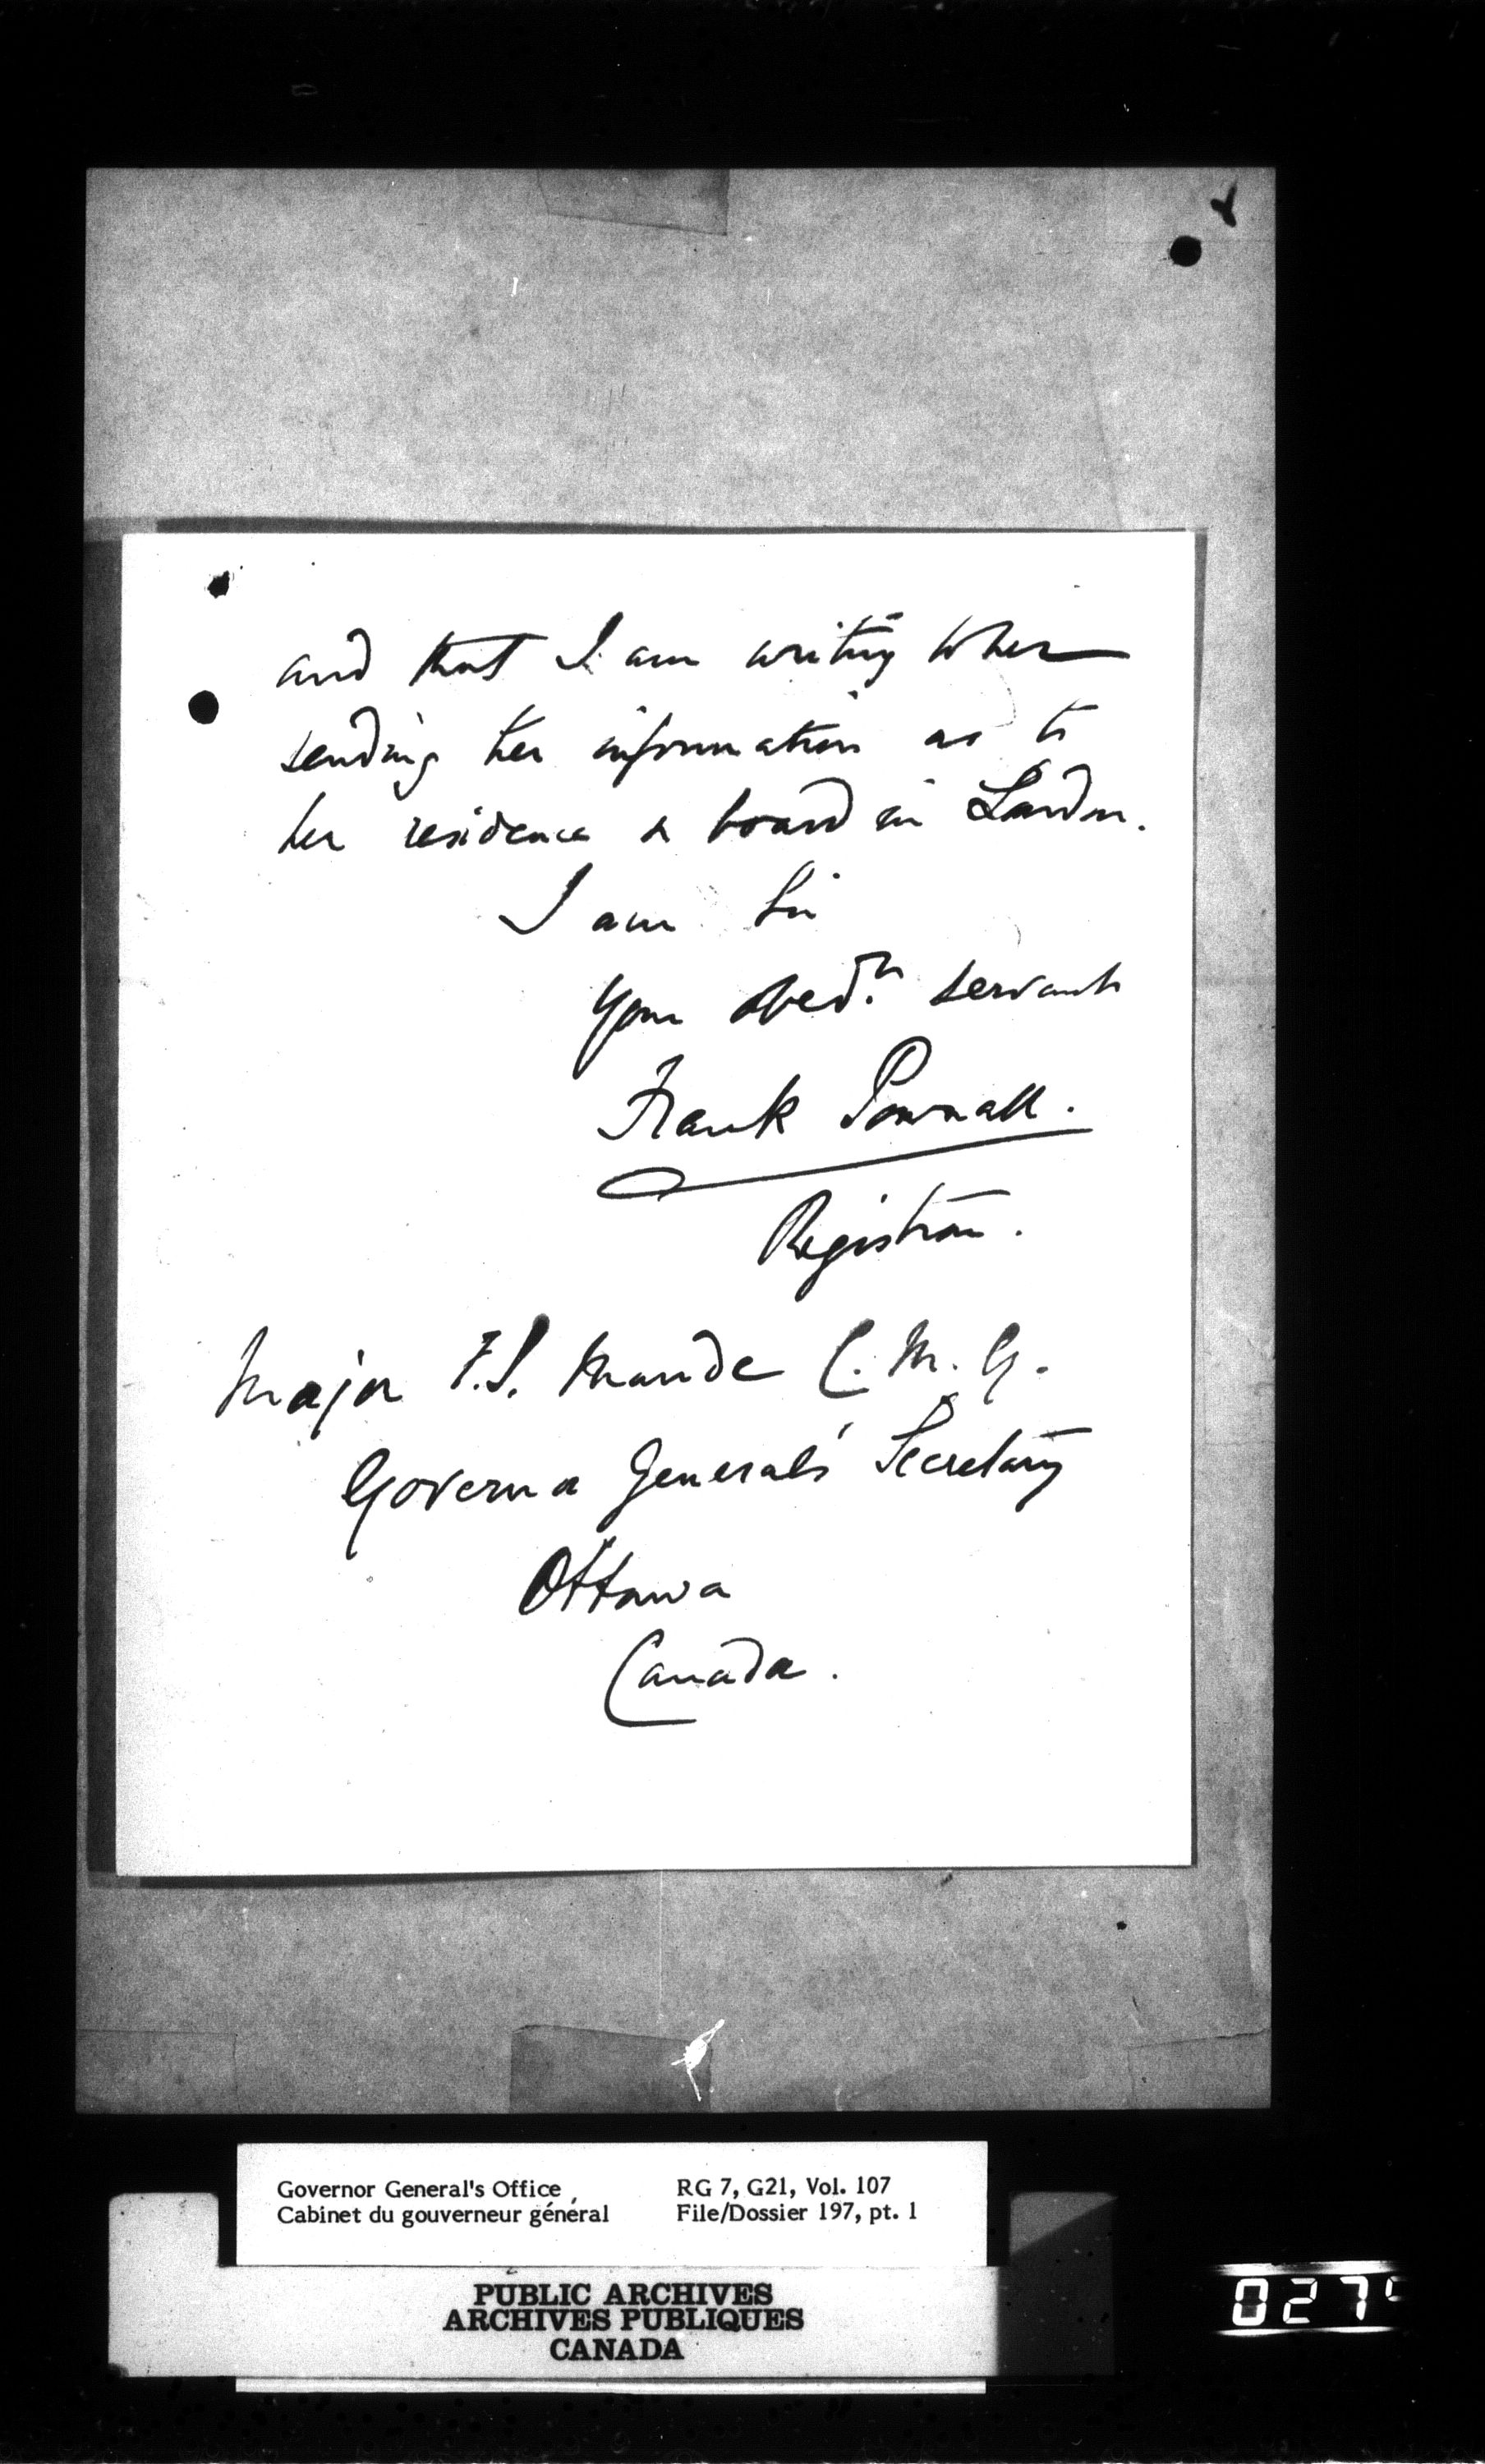 and that I am writing to her
sending her information as to
her residence & board in London.
I am Sir
Your obedt. servant
Frank Pownall.
Registrar.
Major F.S. Maude C.M.G.
Governor General's Secretary
Ottawa
Canada.
Governor General's Office
Cabinet du gouverneur général
RG 7, G21, Vol. 107
File/Dossier 197, pt. 1
PUBLIC ARCHIVES
ARCHIVES PUBLIQUES
CANADA